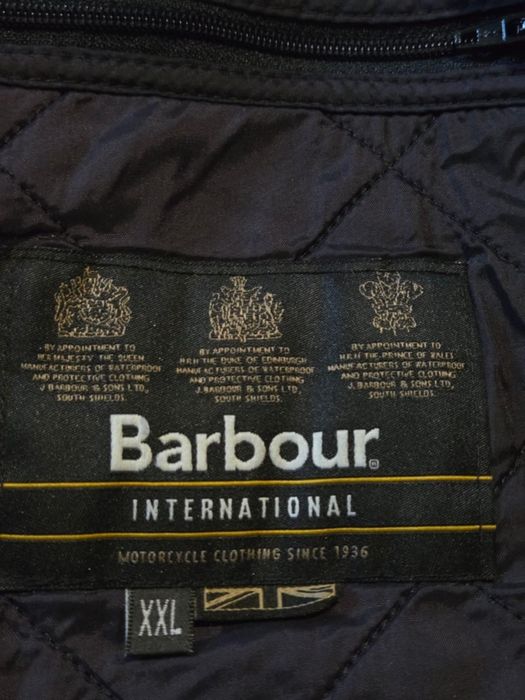 BY APPOINTMENT TO
HER MAJESTY THE QUEEN
MANUFACTURERS OF WATERPROOF
AND PROTECTIVE CLOTHING
J. BARBOUR & SONS LTD,
SOUTH SHIELDS
BY APPOINTMENT TO
H.R.H THE DUKE OF EDINBURGH
MANUFACTURERS OF WATERPROOF
AND PROTECTIVE CLOTHING
J. BARBOUR & SONS LTD,
SOUTH SHIELDS.
BY APPOINTMENT TO
H.R.H THE PRINCE OF WALES
MANUFACTURERS OF WATERPROOF
AND PROTECTIVE CLOTHING
J. BARBOUR & SONS LTD,
SOUTH SHIELDS
Barbour®
INTERNATIONAL
MOTORCYCLE CLOTHING SINCE 1936
XXL